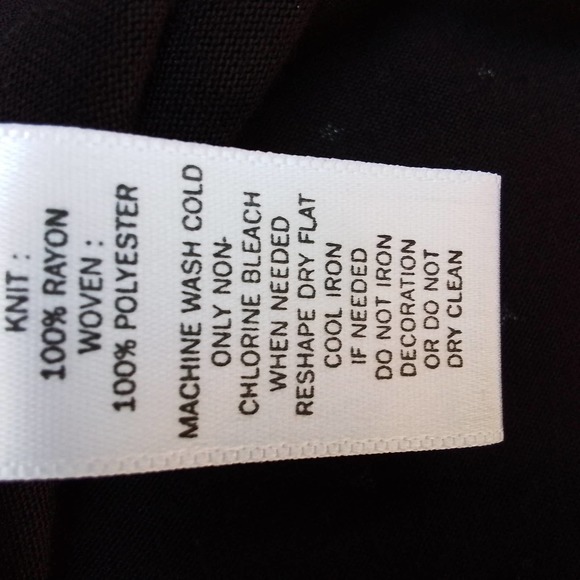 KNIT :
100% RAYON
WOVEN :
100% POLYESTER
MACHINE WASH COLD
ONLY NON-
CHLORINE BLEACH
WHEN NEEDED
RESHAPE DRY FLAT
COOL IRON
IF NEEDED
DO NOT IRON
DECORATION
OR DO NOT
DRY CLEAN